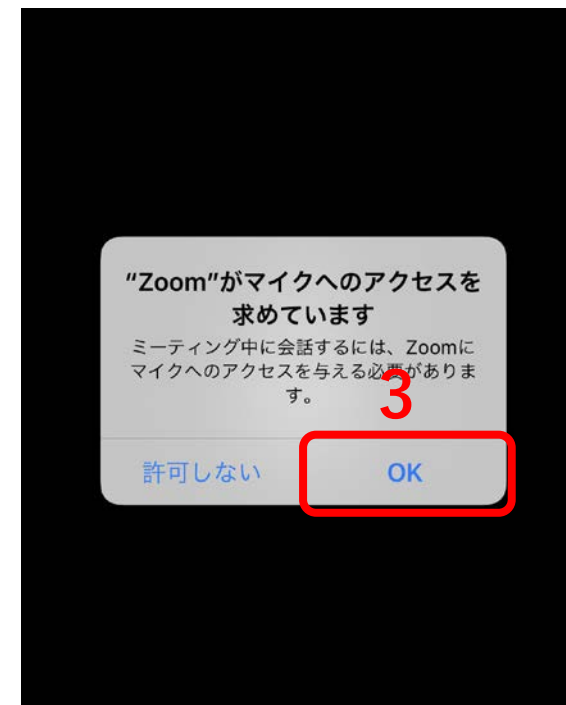 "Zoom"がマイクへのアクセスを
求めています
ミーティング中に会話するには、Zoomに
マイクへのアクセスを与える必要がありま
す。
3
許可しない
OK